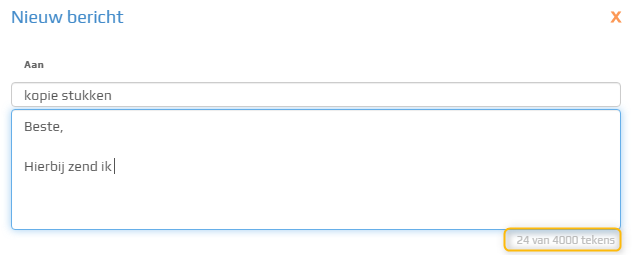 Nieuw bericht X
Aan
kopie stukken
Beste,
Hierbij zend ik
24 van 4000 tekens